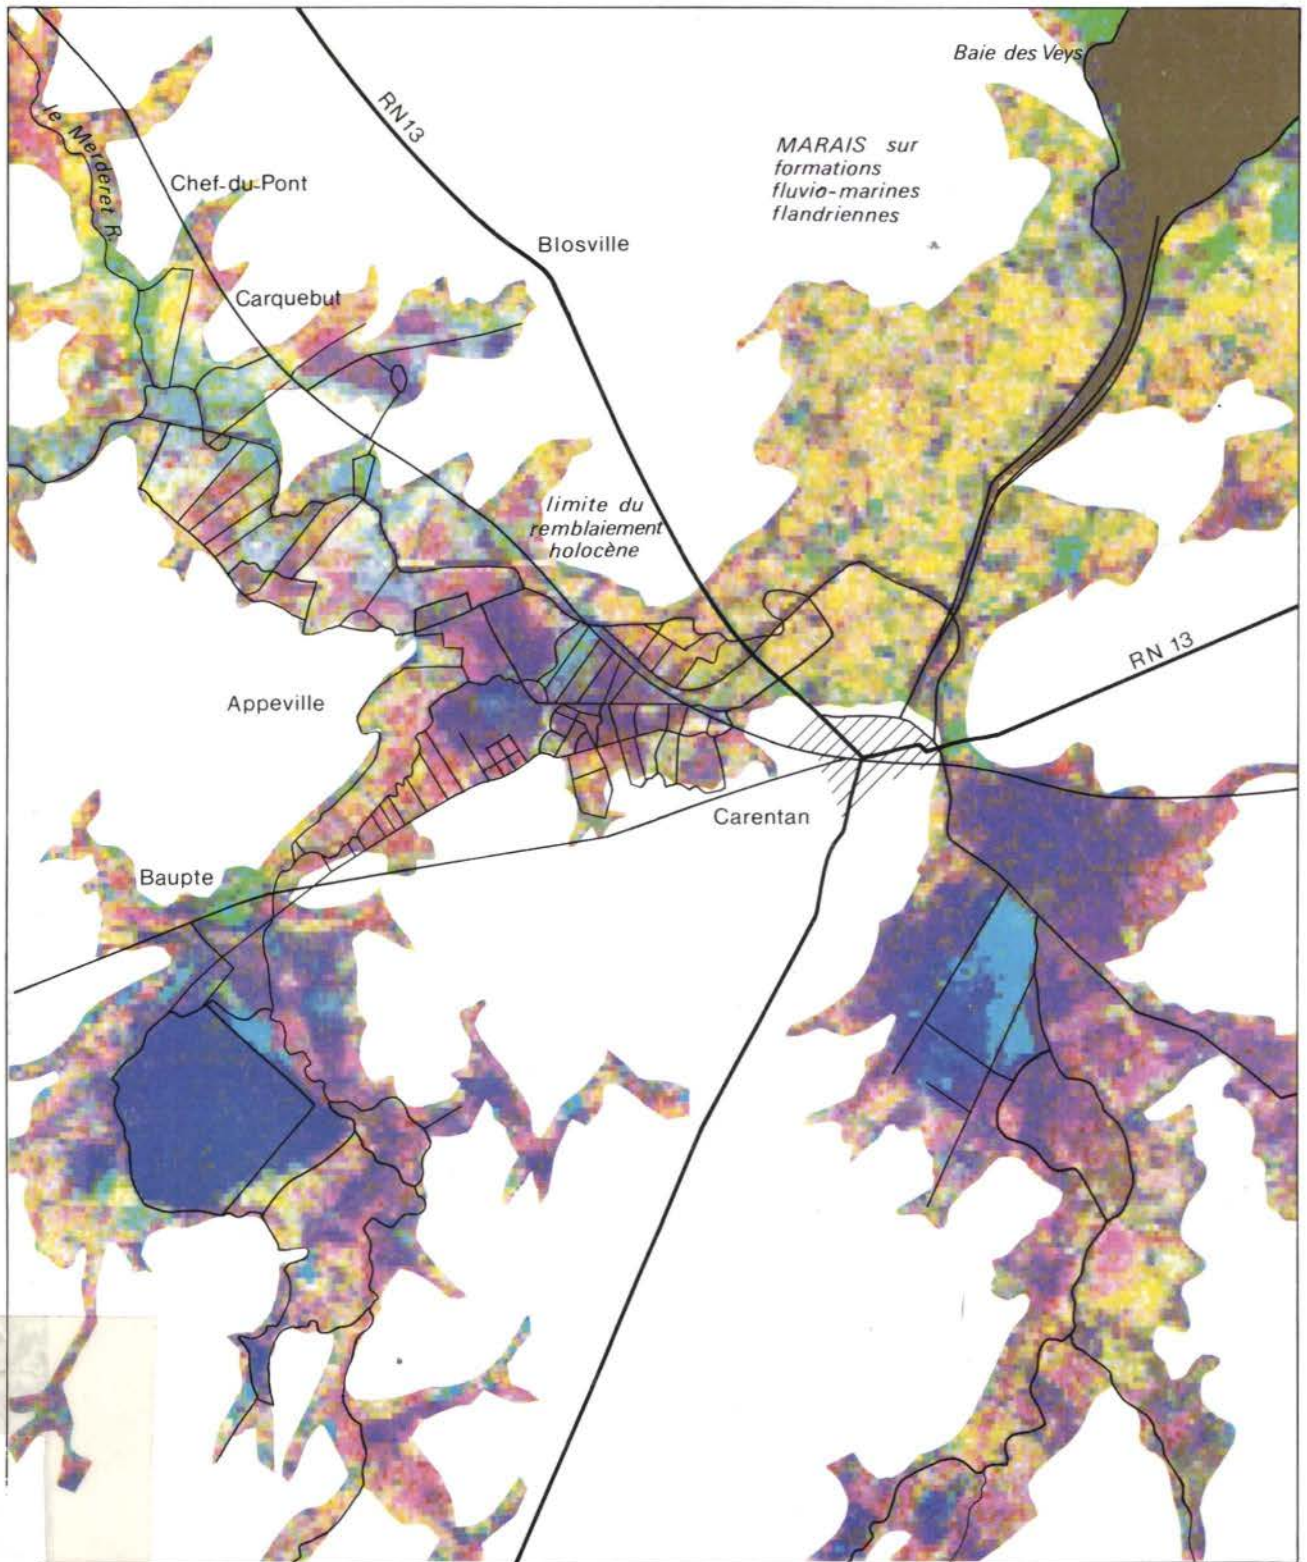 Baie des Veys
RN13
MARAIS sur
formations
fluvio-marines
flandriennes
le Merderet R.
Chef-du-Pont
Blosville
Carquebut
limite du
remblaiement
holocène
RN 13
Appeville
Carentan
Baupte